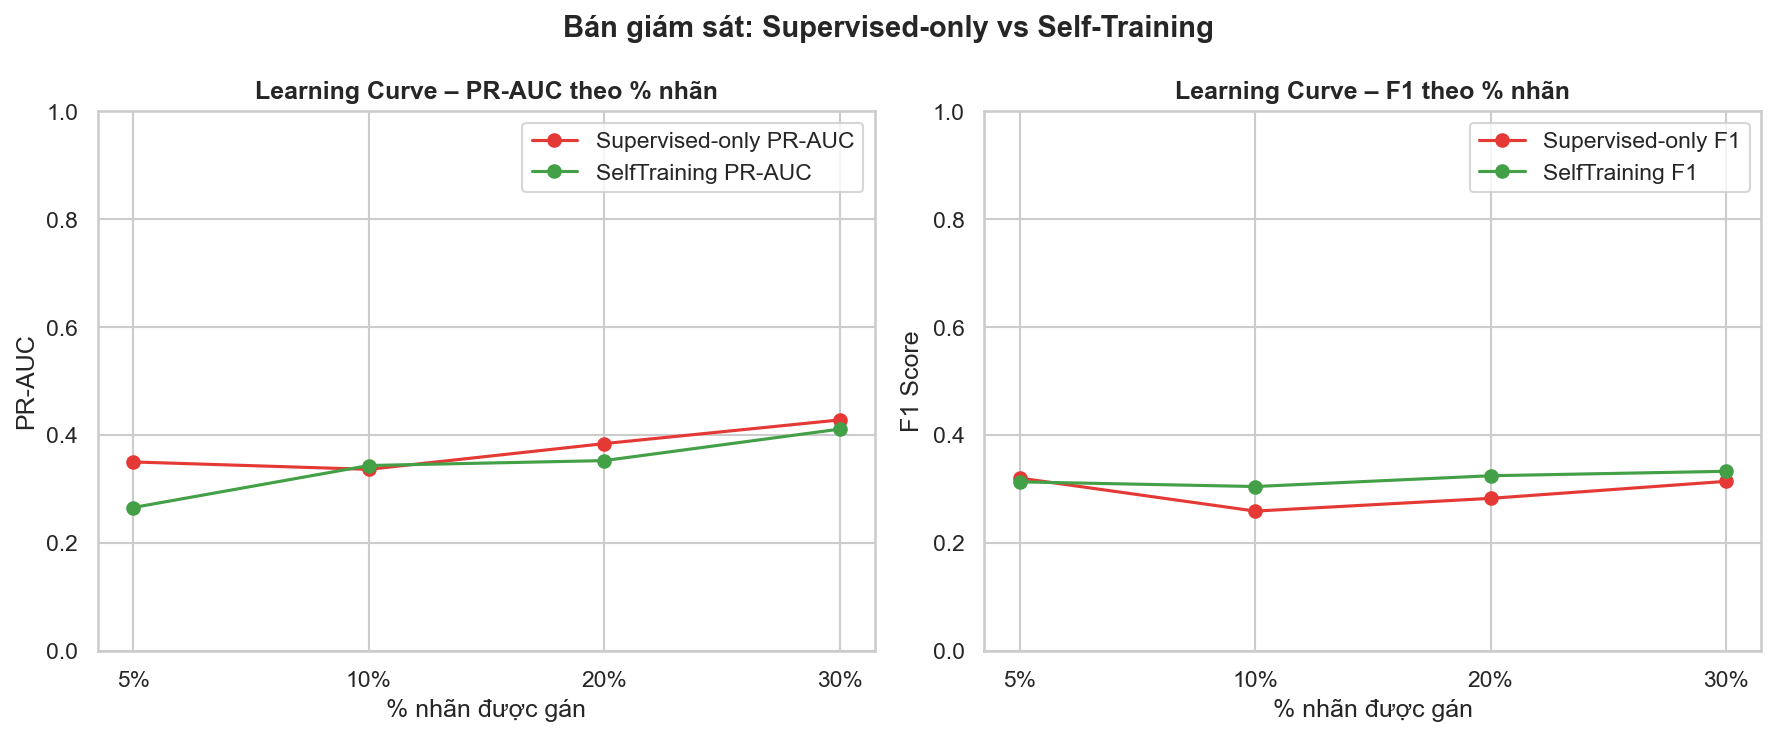 Bán giám sát: Supervised-only vs Self-Training
Learning Curve – PR-AUC theo % nhãn
1.0
0.8
0.6
0.4
0.2
0.0
PR-AUC
Supervised-only PR-AUC
SelfTraining PR-AUC
5%
10%
20%
30%
% nhãn được gán
Learning Curve – F1 theo % nhãn
1.0
0.8
0.6
0.4
0.2
0.0
F1 Score
Supervised-only F1
SelfTraining F1
5%
10%
20%
30%
% nhãn được gán